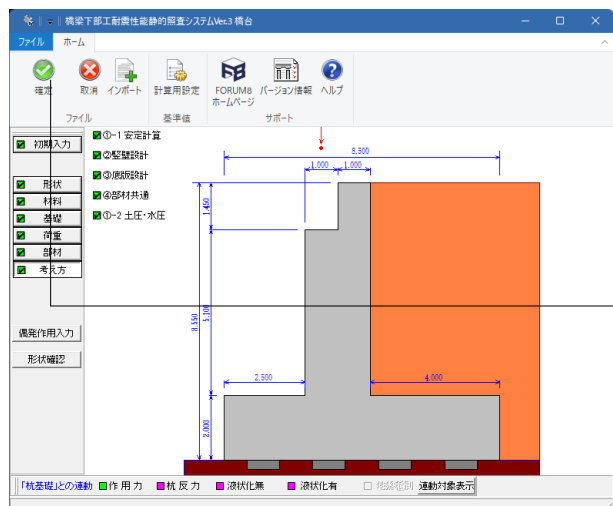 橋梁下部工耐震性能静的照査システムVer.3 橋台
ファイル ホーム
確定 取消 インポート 計算用設定 FORUM8 ホームページ バージョン情報 ヘルプ
ファイル 基準値 サポート
初期入力
形状
材料
基礎
荷重
部材
考え方
偶発作用入力
形状確認
①-1 安定計算
②竪壁設計
③底版設計
④部材共通
①-2 土圧・水圧
8.500
1.000 1.000
1.450
8.550
5.100
2.500
4.000
2.000
「杭基礎」との連動 作 用 力 杭 反 力 液状化無 液状化有 地盤種別 連動対象表示